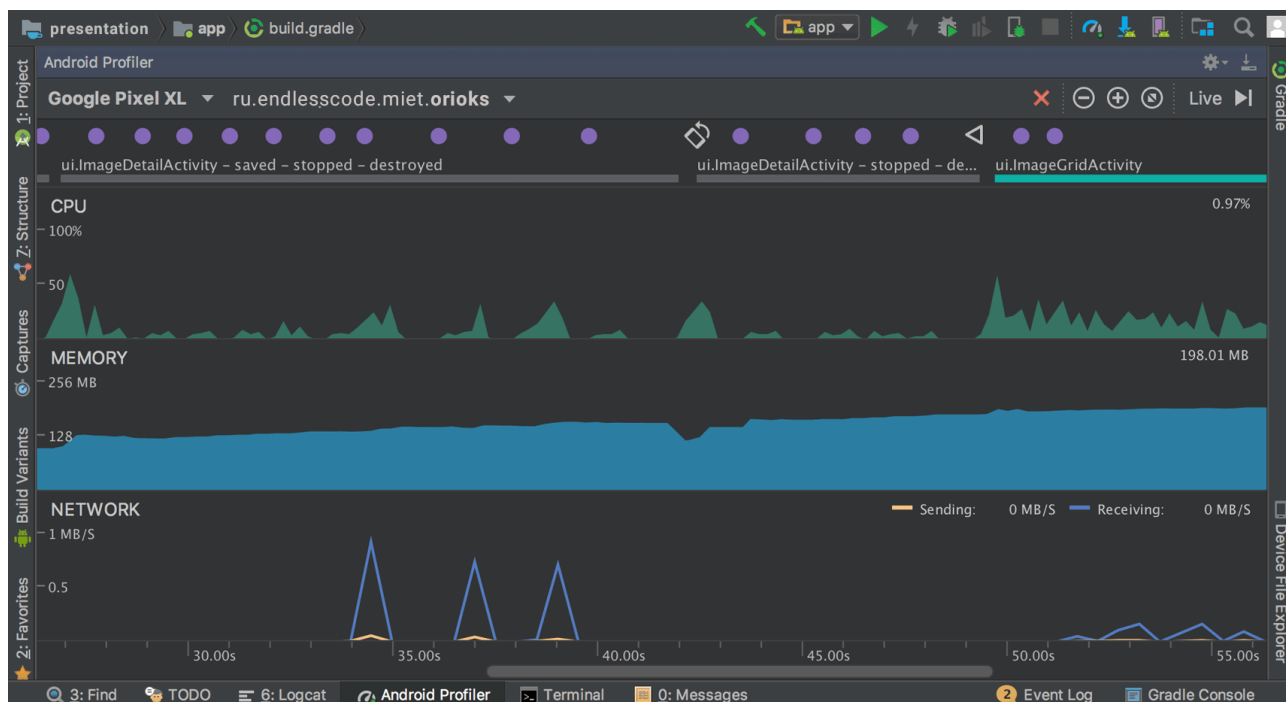 presentation app build.gradle app
Android Profiler
Google Pixel XL ru.endlesscode.miet.orioks Live
ui.ImageDetailActivity – saved – stopped – destroyed ui.ImageDetailActivity – stopped – de... ui.ImageGridActivity
CPU 0.97%
100%
50
MEMORY 198.01 MB
256 MB
128
NETWORK Sending: 0 MB/S Receiving: 0 MB/S
1 MB/S
0.5
30.00s 35.00s 40.00s 45.00s 50.00s 55.00s
1: Project
Z: Structure
Captures
Build Variants
2: Favorites
Gradle
Device File Explorer
3: Find TODO 6: Logcat Android Profiler Terminal 0: Messages 2 Event Log Gradle Console